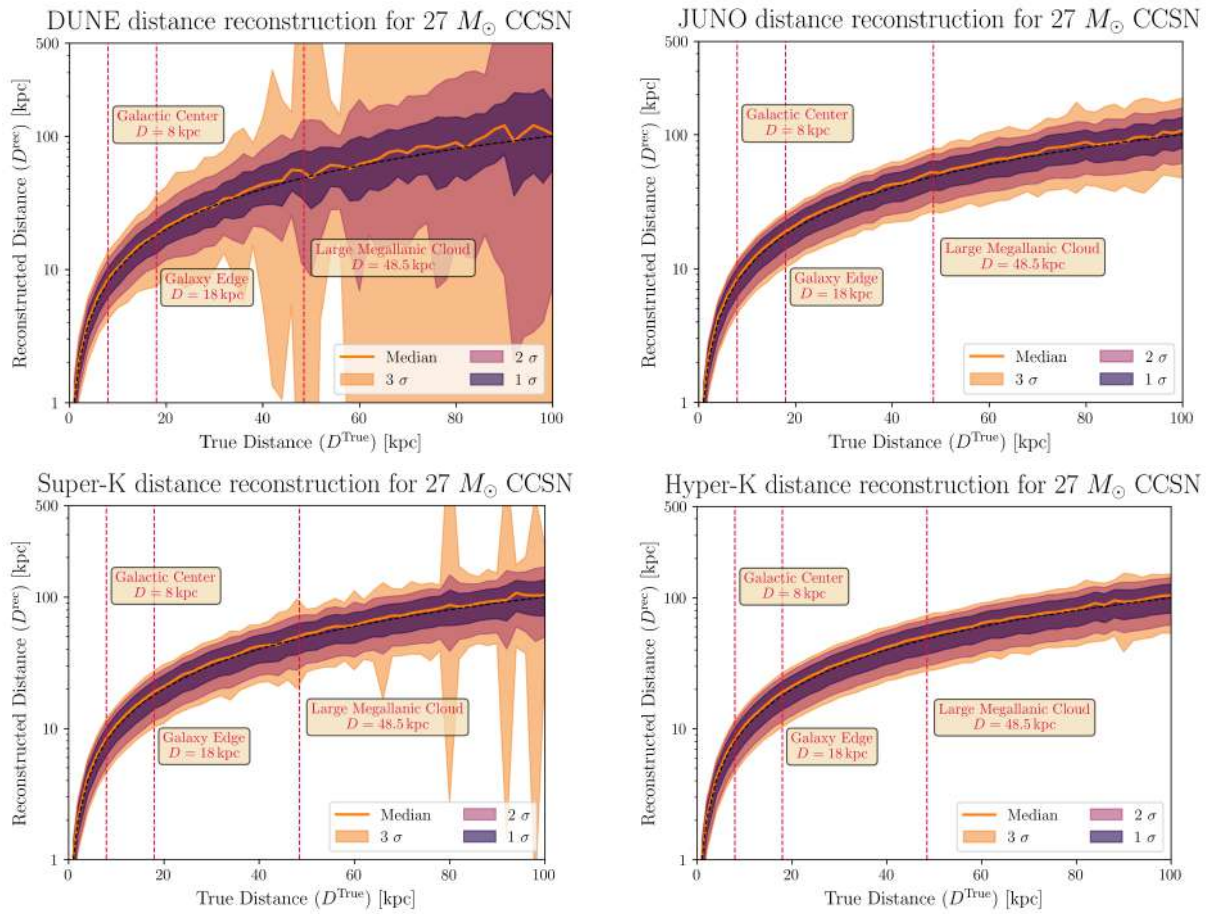 DUNE distance reconstruction for 27 M⊙ CCSN
Reconstructed Distance (D^rec) [kpc]
500
100
10
1
Galactic Center
D = 8 kpc
Large Megallanic Cloud
D = 48.5 kpc
Galaxy Edge
D = 18 kpc
Median
3 σ
2 σ
1 σ
0 20 40 60 80 100
True Distance (D^True) [kpc]
JUNO distance reconstruction for 27 M⊙ CCSN
Reconstructed Distance (D^rec) [kpc]
500
100
10
1
Galactic Center
D = 8 kpc
Large Megallanic Cloud
D = 48.5 kpc
Galaxy Edge
D = 18 kpc
Median
3 σ
2 σ
1 σ
0 20 40 60 80 100
True Distance (D^True) [kpc]
Super-K distance reconstruction for 27 M⊙ CCSN
Reconstructed Distance (D^rec) [kpc]
500
100
10
1
Galactic Center
D = 8 kpc
Large Megallanic Cloud
D = 48.5 kpc
Galaxy Edge
D = 18 kpc
Median
3 σ
2 σ
1 σ
0 20 40 60 80 100
True Distance (D^True) [kpc]
Hyper-K distance reconstruction for 27 M⊙ CCSN
Reconstructed Distance (D^rec) [kpc]
500
100
10
1
Galactic Center
D = 8 kpc
Large Megallanic Cloud
D = 48.5 kpc
Galaxy Edge
D = 18 kpc
Median
3 σ
2 σ
1 σ
0 20 40 60 80 100
True Distance (D^True) [kpc]